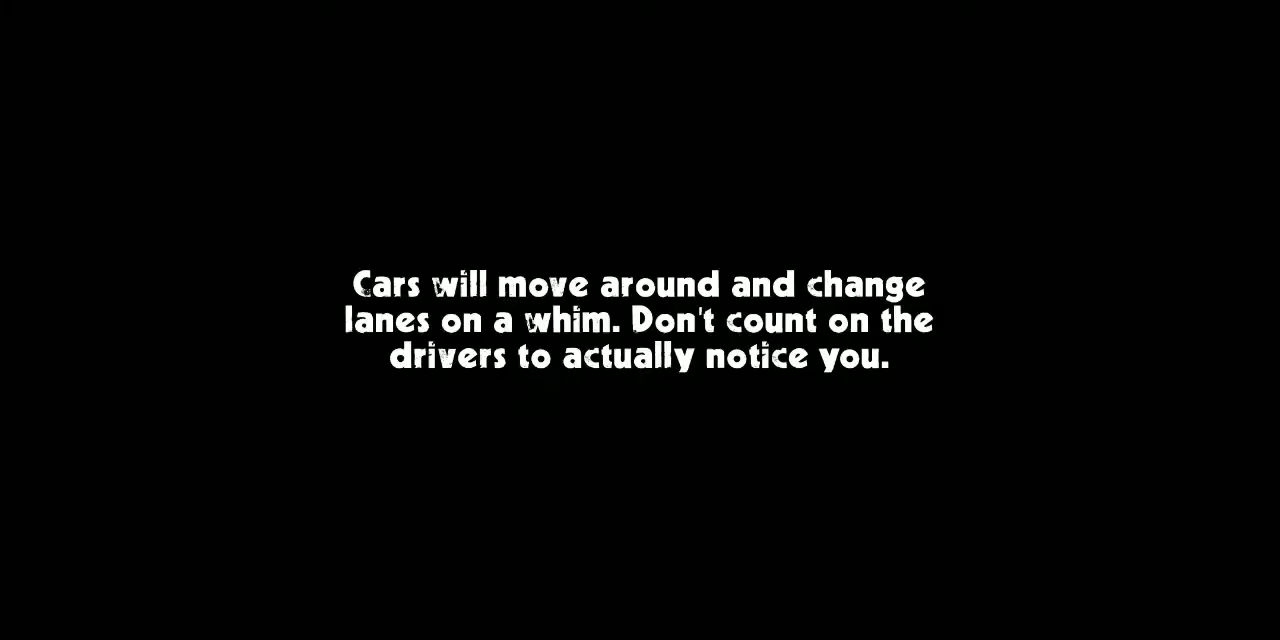 Cars will move around and change
lanes on a whim. Don't count on the
drivers to actually notice you.